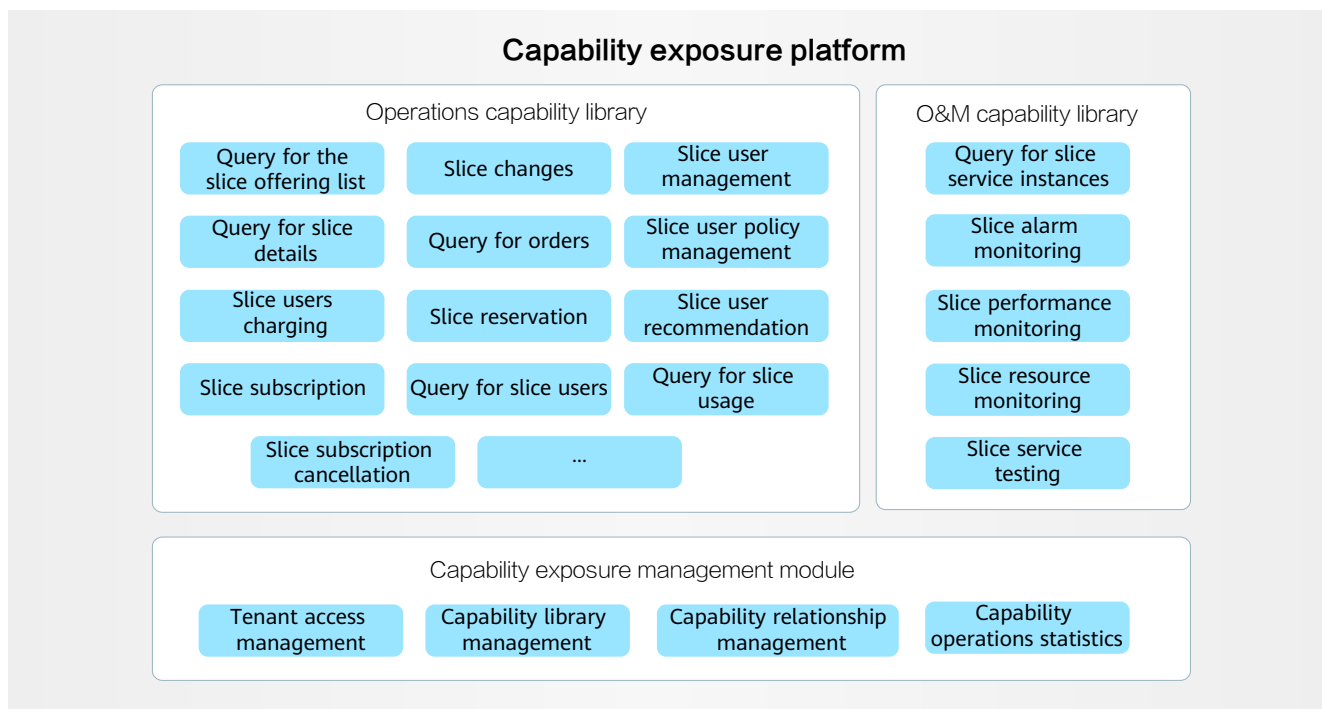 Capability exposure platform
Operations capability library
Query for the
slice offering list
Slice changes
Slice user
management
Query for slice
details
Query for orders
Slice user policy
management
Slice users
charging
Slice reservation
Slice user
recommendation
Slice subscription
Query for slice users
Query for slice
usage
Slice subscription
cancellation
...
O&M capability library
Query for slice
service instances
Slice alarm
monitoring
Slice performance
monitoring
Slice resource
monitoring
Slice service
testing
Capability exposure management module
Tenant access
management
Capability library
management
Capability relationship
management
Capability
operations statistics